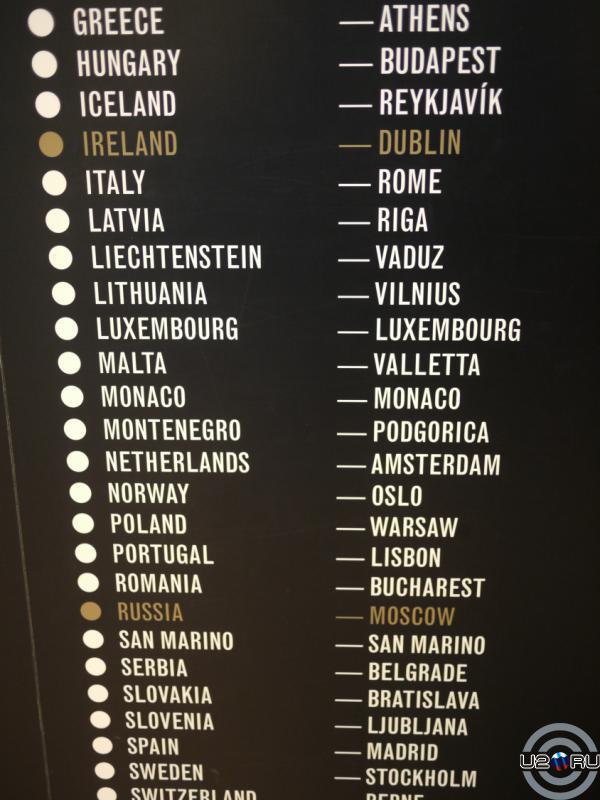 GREECE — ATHENS
HUNGARY — BUDAPEST
ICELAND — REYKJAVÍK
IRELAND — DUBLIN
ITALY — ROME
LATVIA — RIGA
LIECHTENSTEIN — VADUZ
LITHUANIA — VILNIUS
LUXEMBOURG — LUXEMBOURG
MALTA — VALLETTA
MONACO — MONACO
MONTENEGRO — PODGORICA
NETHERLANDS — AMSTERDAM
NORWAY — OSLO
POLAND — WARSAW
PORTUGAL — LISBON
ROMANIA — BUCHAREST
RUSSIA — MOSCOW
SAN MARINO — SAN MARINO
SERBIA — BELGRADE
SLOVAKIA — BRATISLAVA
SLOVENIA — LJUBLJANA
SPAIN — MADRID
SWEDEN — STOCKHOLM
SWITZERLAND — BERNE
U2 RU